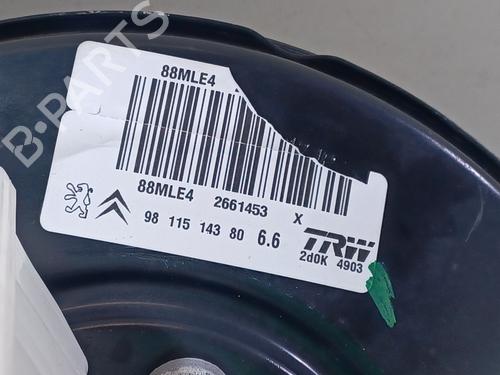 B-PARTS
88MLE4
88MLE4 2661453 X
98 115 143 80 6.6
TRW
2d0K 4903